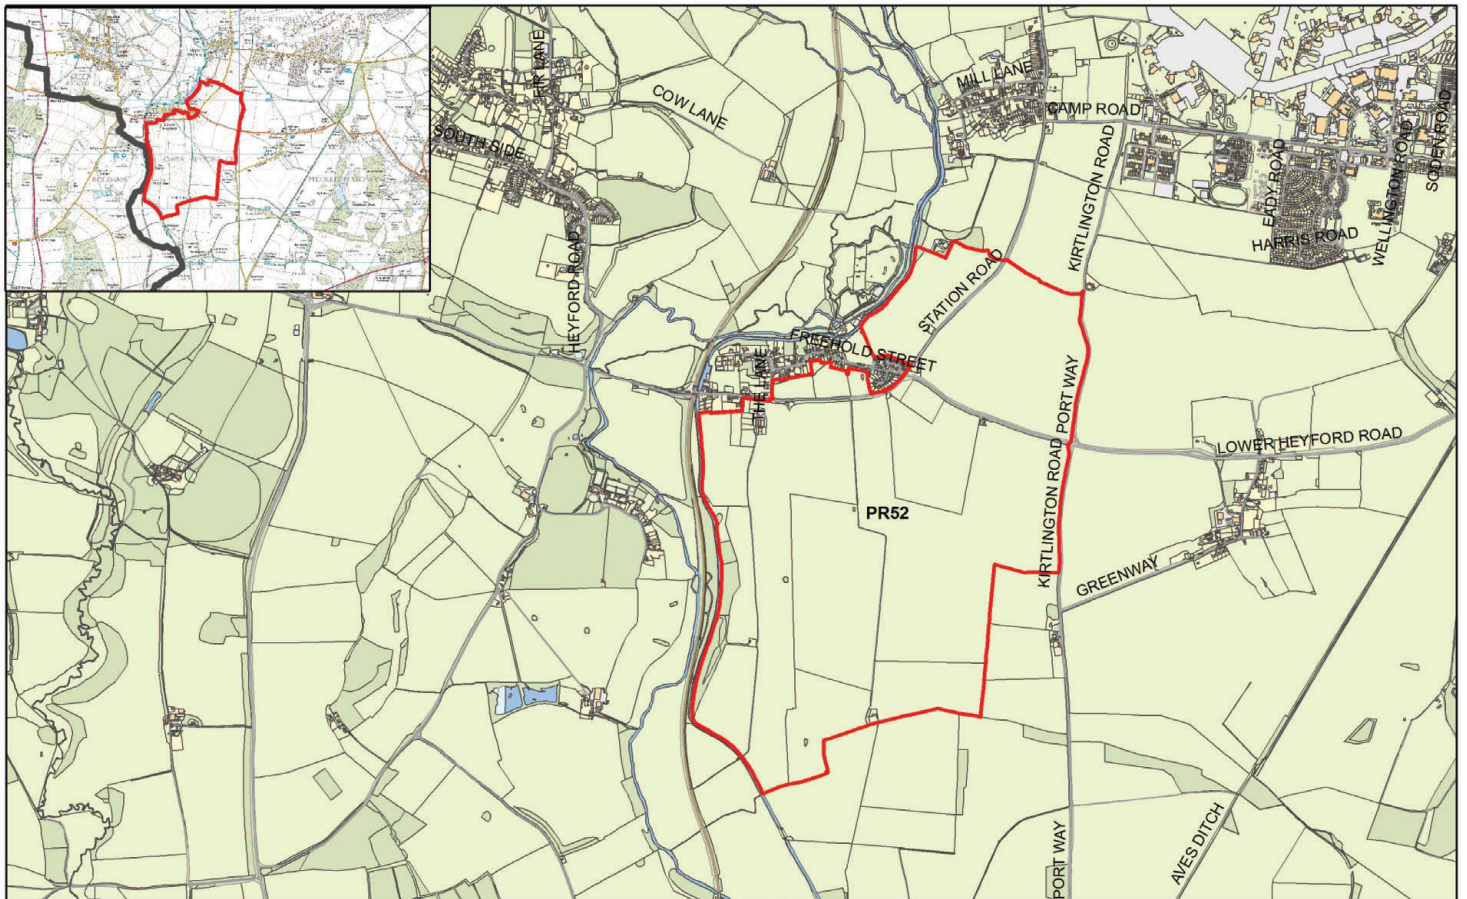 FIR LANE
COW LANE
SOUTH SIDE
HEYFORD ROAD
MILL LANE
CAMP ROAD
KIRTLINGTON ROAD
EADY ROAD
HARRIS ROAD
WELLINGTON ROAD
SODEN ROAD
STATION ROAD
FREEHOLD STREET
THE LANE
KIRTLINGTON ROAD PORT WAY
LOWER HEYFORD ROAD
PR52
GREENWAY
AVES DITCH
PORT WAY